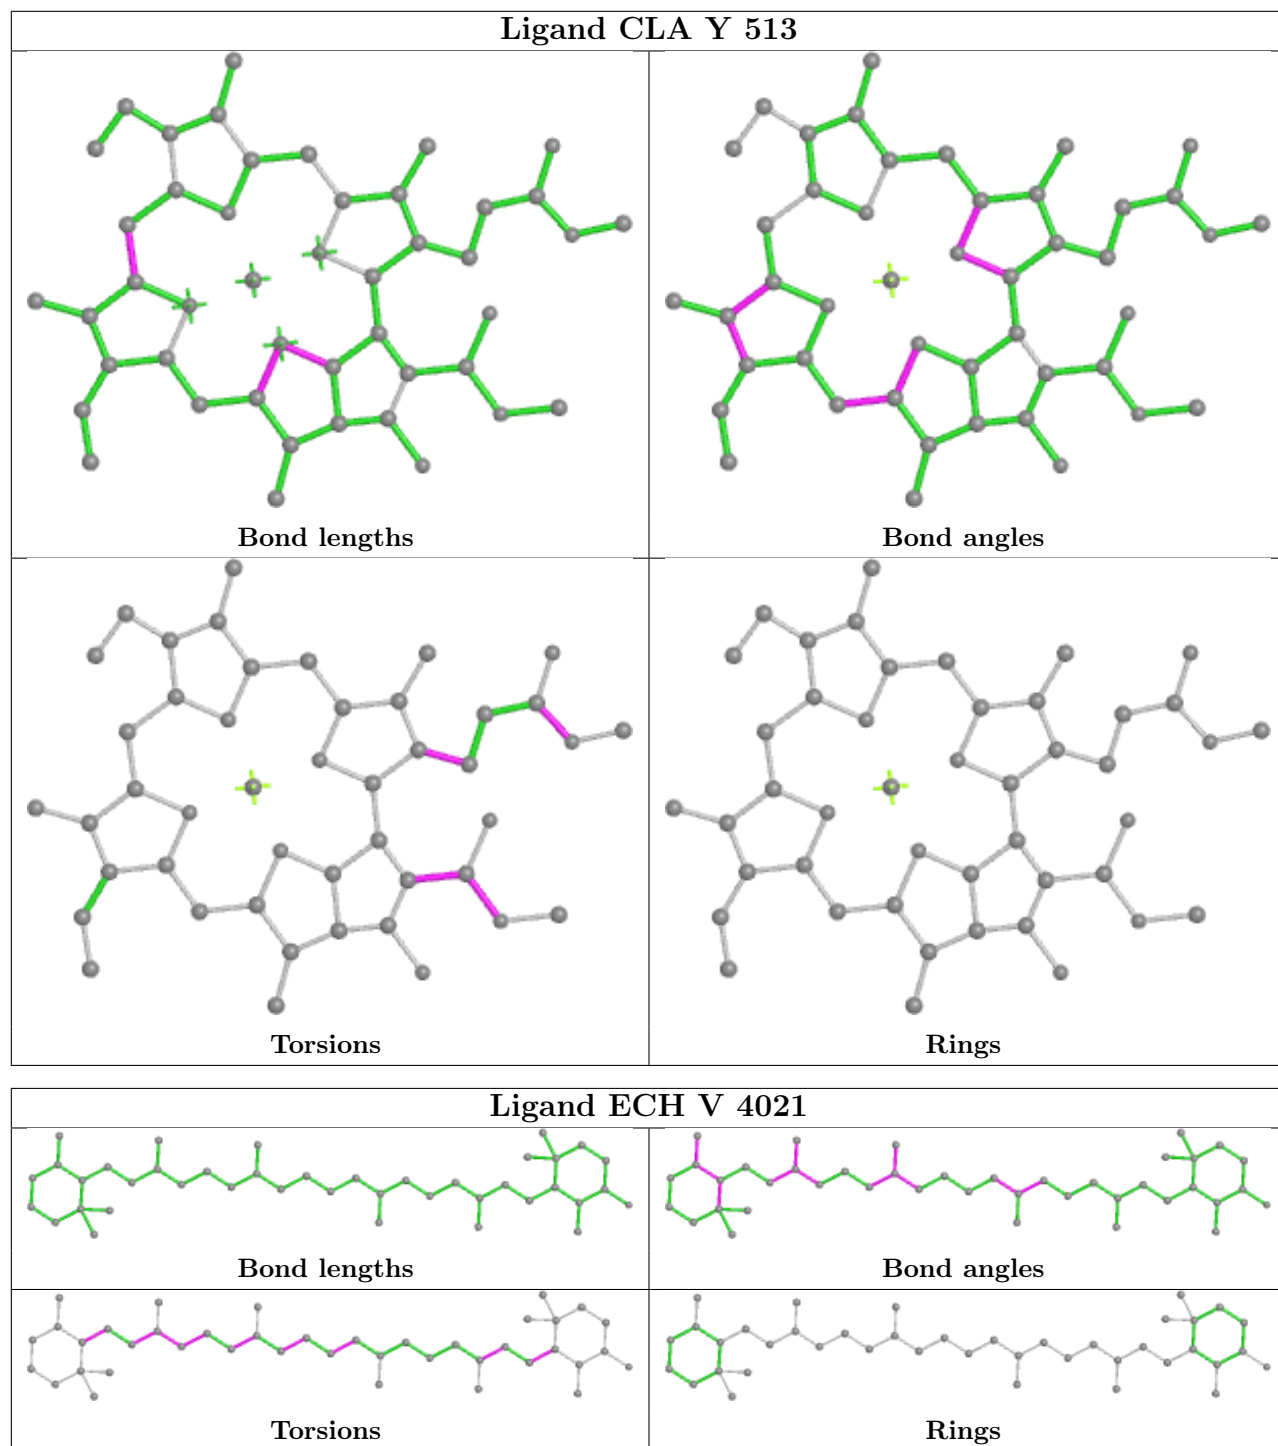 Ligand CLA Y 513
Bond lengths
Bond angles
Torsions
Rings
Ligand ECH V 4021
Bond lengths
Bond angles
Torsions
Rings